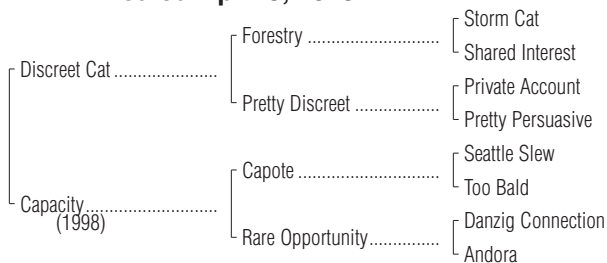 Storm Cat
Forestry
Shared Interest
Discreet Cat
Private Account
Pretty Discreet
Pretty Persuasive
Seattle Slew
Capote
Too Bald
Capacity
(1998)
Danzig Connection
Rare Opportunity
Andora